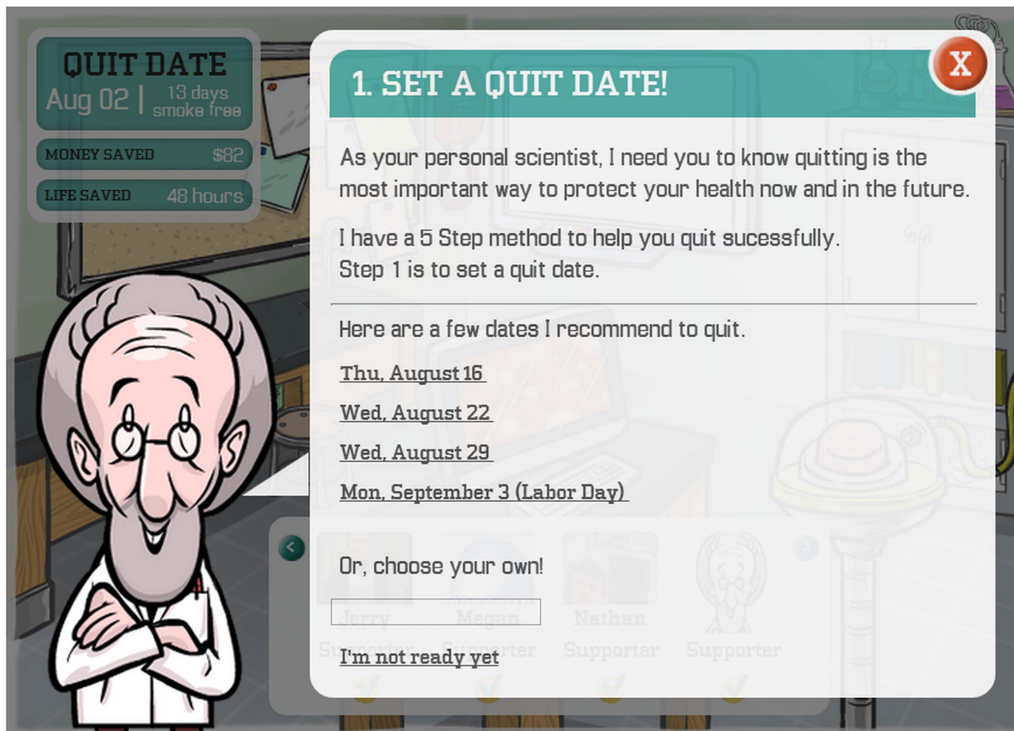 QUIT DATE
Aug 02 | 13 days
smoke free
MONEY SAVED $82
LIFE SAVED 48 hours
X
1. SET A QUIT DATE!
As your personal scientist, I need you to know quitting is the
most important way to protect your health now and in the future.
I have a 5 Step method to help you quit sucessfully.
Step 1 is to set a quit date.
Here are a few dates I recommend to quit.
Thu, August 16
Wed, August 22
Wed, August 29
Mon, September 3 (Labor Day)
Or, choose your own!
I'm not ready yet
Jerry Megan Nathan
Supporter Supporter Supporter Supporter